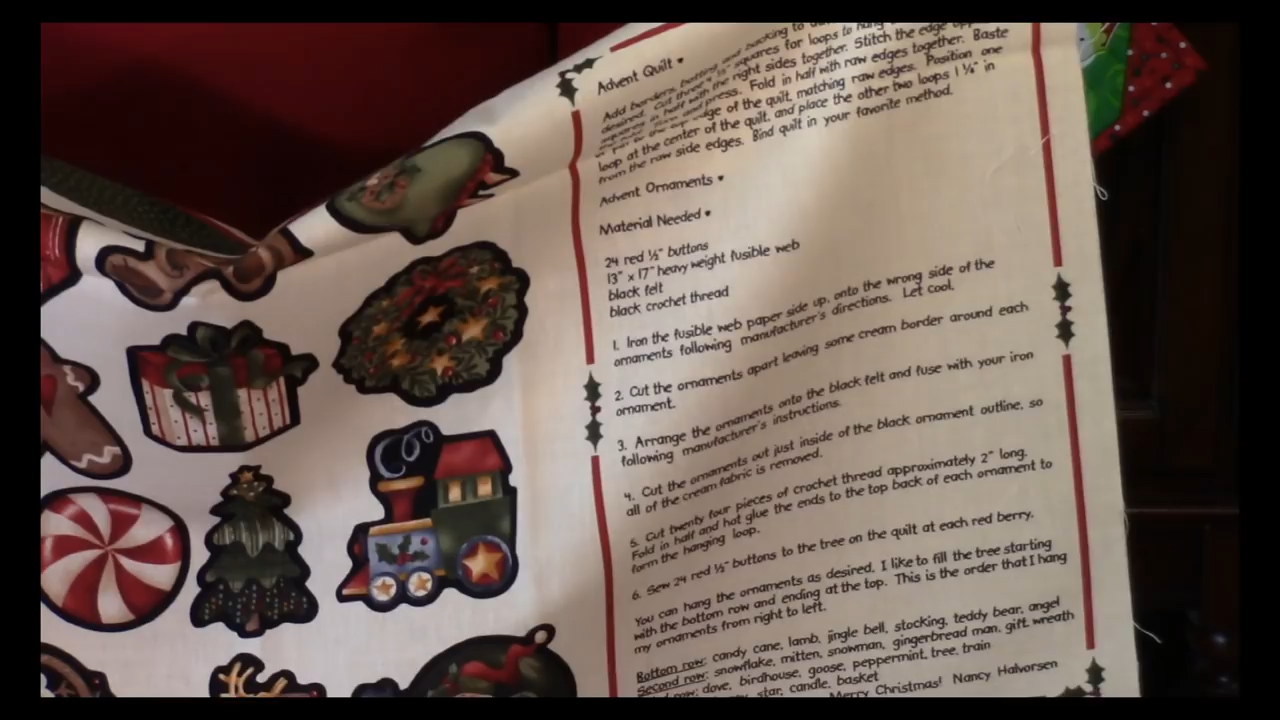 Advent Quilt ♥
Add borders, batting and backing to
desired. Cut three 4 ½" squares for loops to hang
squares in half with the right sides together. Stitch the edge
press. Fold in half with raw edges together. Baste
edge of the quilt, matching raw edges. Position one
loop at the center of the quilt, and place the other two loops 1 ¼" in
from the raw side edges. Bind quilt in your favorite method.
Advent Ornaments ♥
Material Needed ♥
24 red ½" buttons
13" x 17" heavy weight fusible web
black felt
black crochet thread
1. Iron the fusible web paper side up, onto the wrong side of the
ornaments following manufacturer's directions. Let cool.
2. Cut the ornaments apart leaving some cream border around each
ornament.
3. Arrange the ornaments onto the black felt and fuse with your iron
following manufacturer's instructions.
4. Cut the ornaments out just inside of the black ornament outline, so
all of the cream fabric is removed.
5. Cut twenty four pieces of crochet thread approximately 2" long.
Fold in half and hot glue the ends to the top back of each ornament to
form the hanging loop.
6. Sew 24 red ½" buttons to the tree on the quilt at each red berry.
You can hang the ornaments as desired. I like to fill the tree starting
with the bottom row and ending at the top. This is the order that I hang
my ornaments from right to left.
Bottom row: candy cane, lamb, jingle bell, stocking, teddy bear, angel
Second row: snowflake, mitten, snowman, gingerbread man, gift, wreath
row: dove, birdhouse, goose, peppermint, tree, train
star, candle, basket
Merry Christmas! Nancy Halvorsen